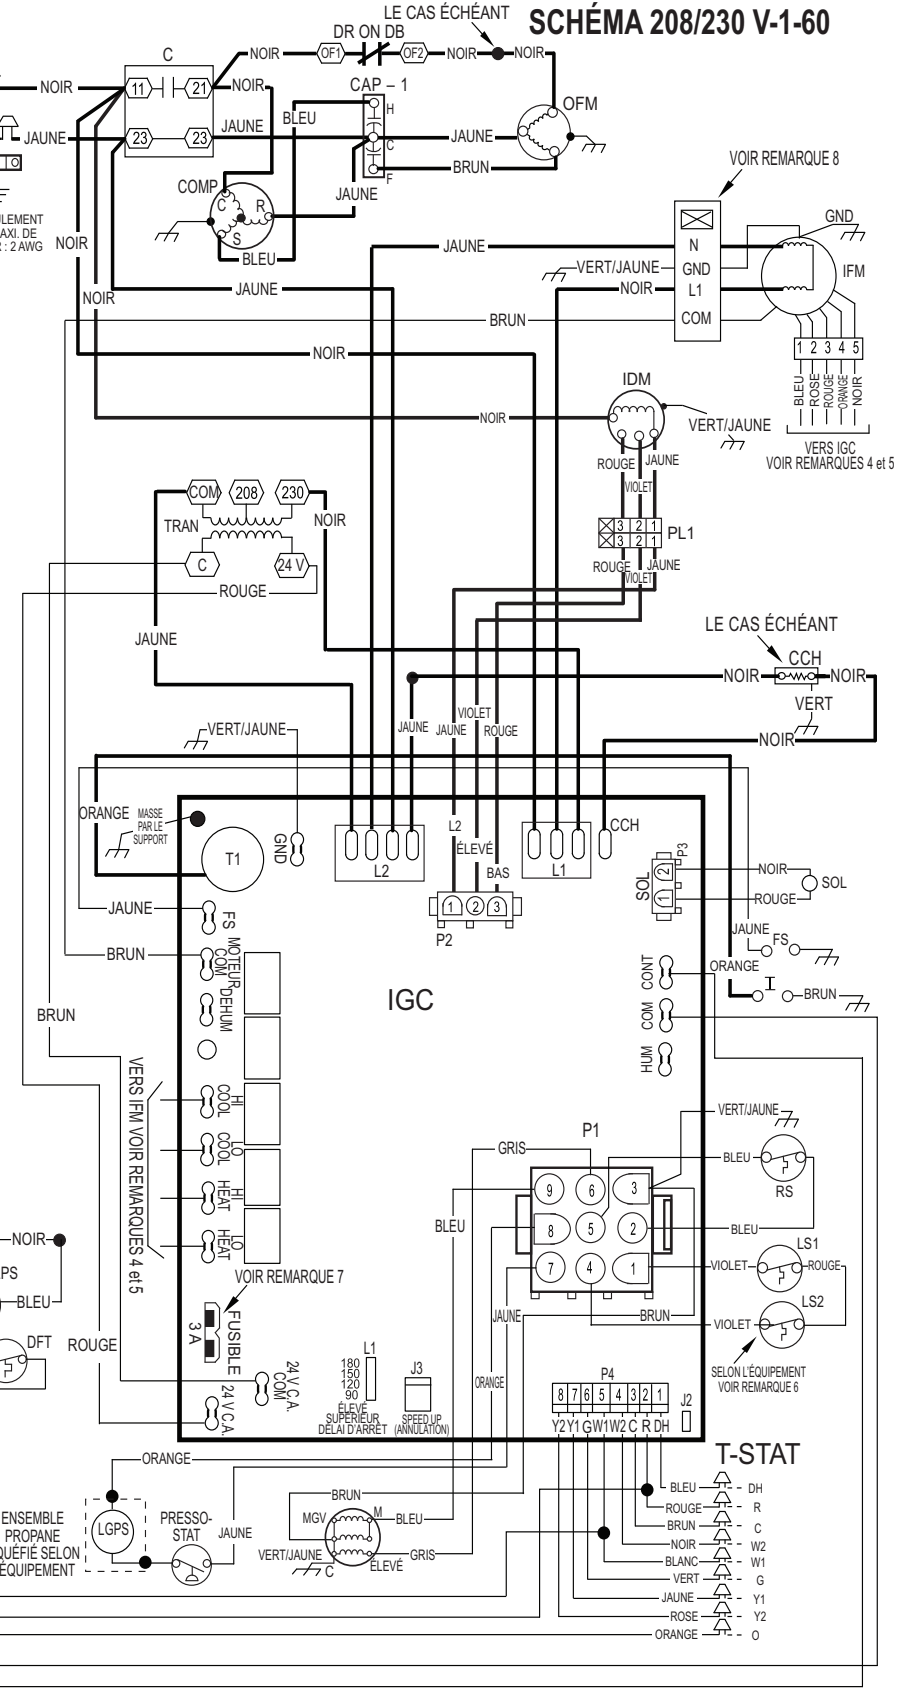 LE CAS ÉCHÉANT
SCHÉMA 208/230 V-1-60
DR ON DB
C
NOIR
OF1
OF2
NOIR
NOIR
NOIR
11
21
NOIR
CAP – 1
H
BLEU
OFM
JAUNE
23
23
JAUNE
JAUNE
C
BRUN
F
VOIR REMARQUE 8
COMP
C
R
S
JAUNE
ULEMENT
AXI. DE
R : 2 AWG
NOIR
BLEU
GND
JAUNE
N
VERT/JAUNE
GND
IFM
NOIR
JAUNE
NOIR
L1
BRUN
COM
1 2 3 4 5
NOIR
BLEU
ROSE
ROUGE
ORANGE
NOIR
IDM
NOIR
VERT/JAUNE
VERS IGC
VOIR REMARQUES 4 et 5
ROUGE
JAUNE
VIOLET
COM
208
230
TRAN
NOIR
3 2 1
3 2 1
PL1
C
24 V
ROUGE
JAUNE
VIOLET
ROUGE
LE CAS ÉCHÉANT
JAUNE
CCH
NOIR
NOIR
VERT
VIOLET
JAUNE
JAUNE
ROUGE
VERT/JAUNE
NOIR
ORANGE
MASSE
PAR LE
SUPPORT
T1
GND
L2
L2
ÉLEVÉ
BAS
L1
CCH
P3
SOL
2
1
NOIR
SOL
ROUGE
1 2 3
P2
JAUNE
FS
JAUNE
FS
ORANGE
BRUN
MOTEUR
COM
CONT
I
BRUN
DEHUM
IGC
COM
BRUN
HUM
VERS IFM VOIR REMARQUES 4 et 5
HI
COOL
LO
COOL
HI
HEAT
LO
HEAT
VERT/JAUNE
P1
GRIS
BLEU
RS
9 6 3
8 5 2
7 4 1
BLEU
BLEU
NOIR
PS
BLEU
LS1
VIOLET
ROUGE
LS2
VIOLET
VOIR REMARQUE 7
JAUNE
BRUN
DFT
ROUGE
FUSIBLE
3 A
SELON L'ÉQUIPEMENT
VOIR REMARQUE 6
24 V C.A.
COM
24 V C.A.
L1
180
150
120
90
ÉLEVÉ
SUPÉRIEUR
DÉLAI D'ARRÊT
J3
SPEED UP
(ANNULATION)
ORANGE
P4
8 7 6 5 4 3 2 1
Y2 Y1 G W1 W2 C R DH
J2
T-STAT
ORANGE
BLEU
DH
ROUGE
R
BRUN
C
NOIR
W2
BLANC
W1
VERT
G
JAUNE
Y1
ROSE
Y2
ORANGE
O
ENSEMBLE
PROPANE
QUÉFIÉ SELON
ÉQUIPEMENT
LGPS
PRESSO-
STAT
JAUNE
BRUN
MGV
M
BLEU
VERT/JAUNE
C
GRIS
ÉLEVÉ